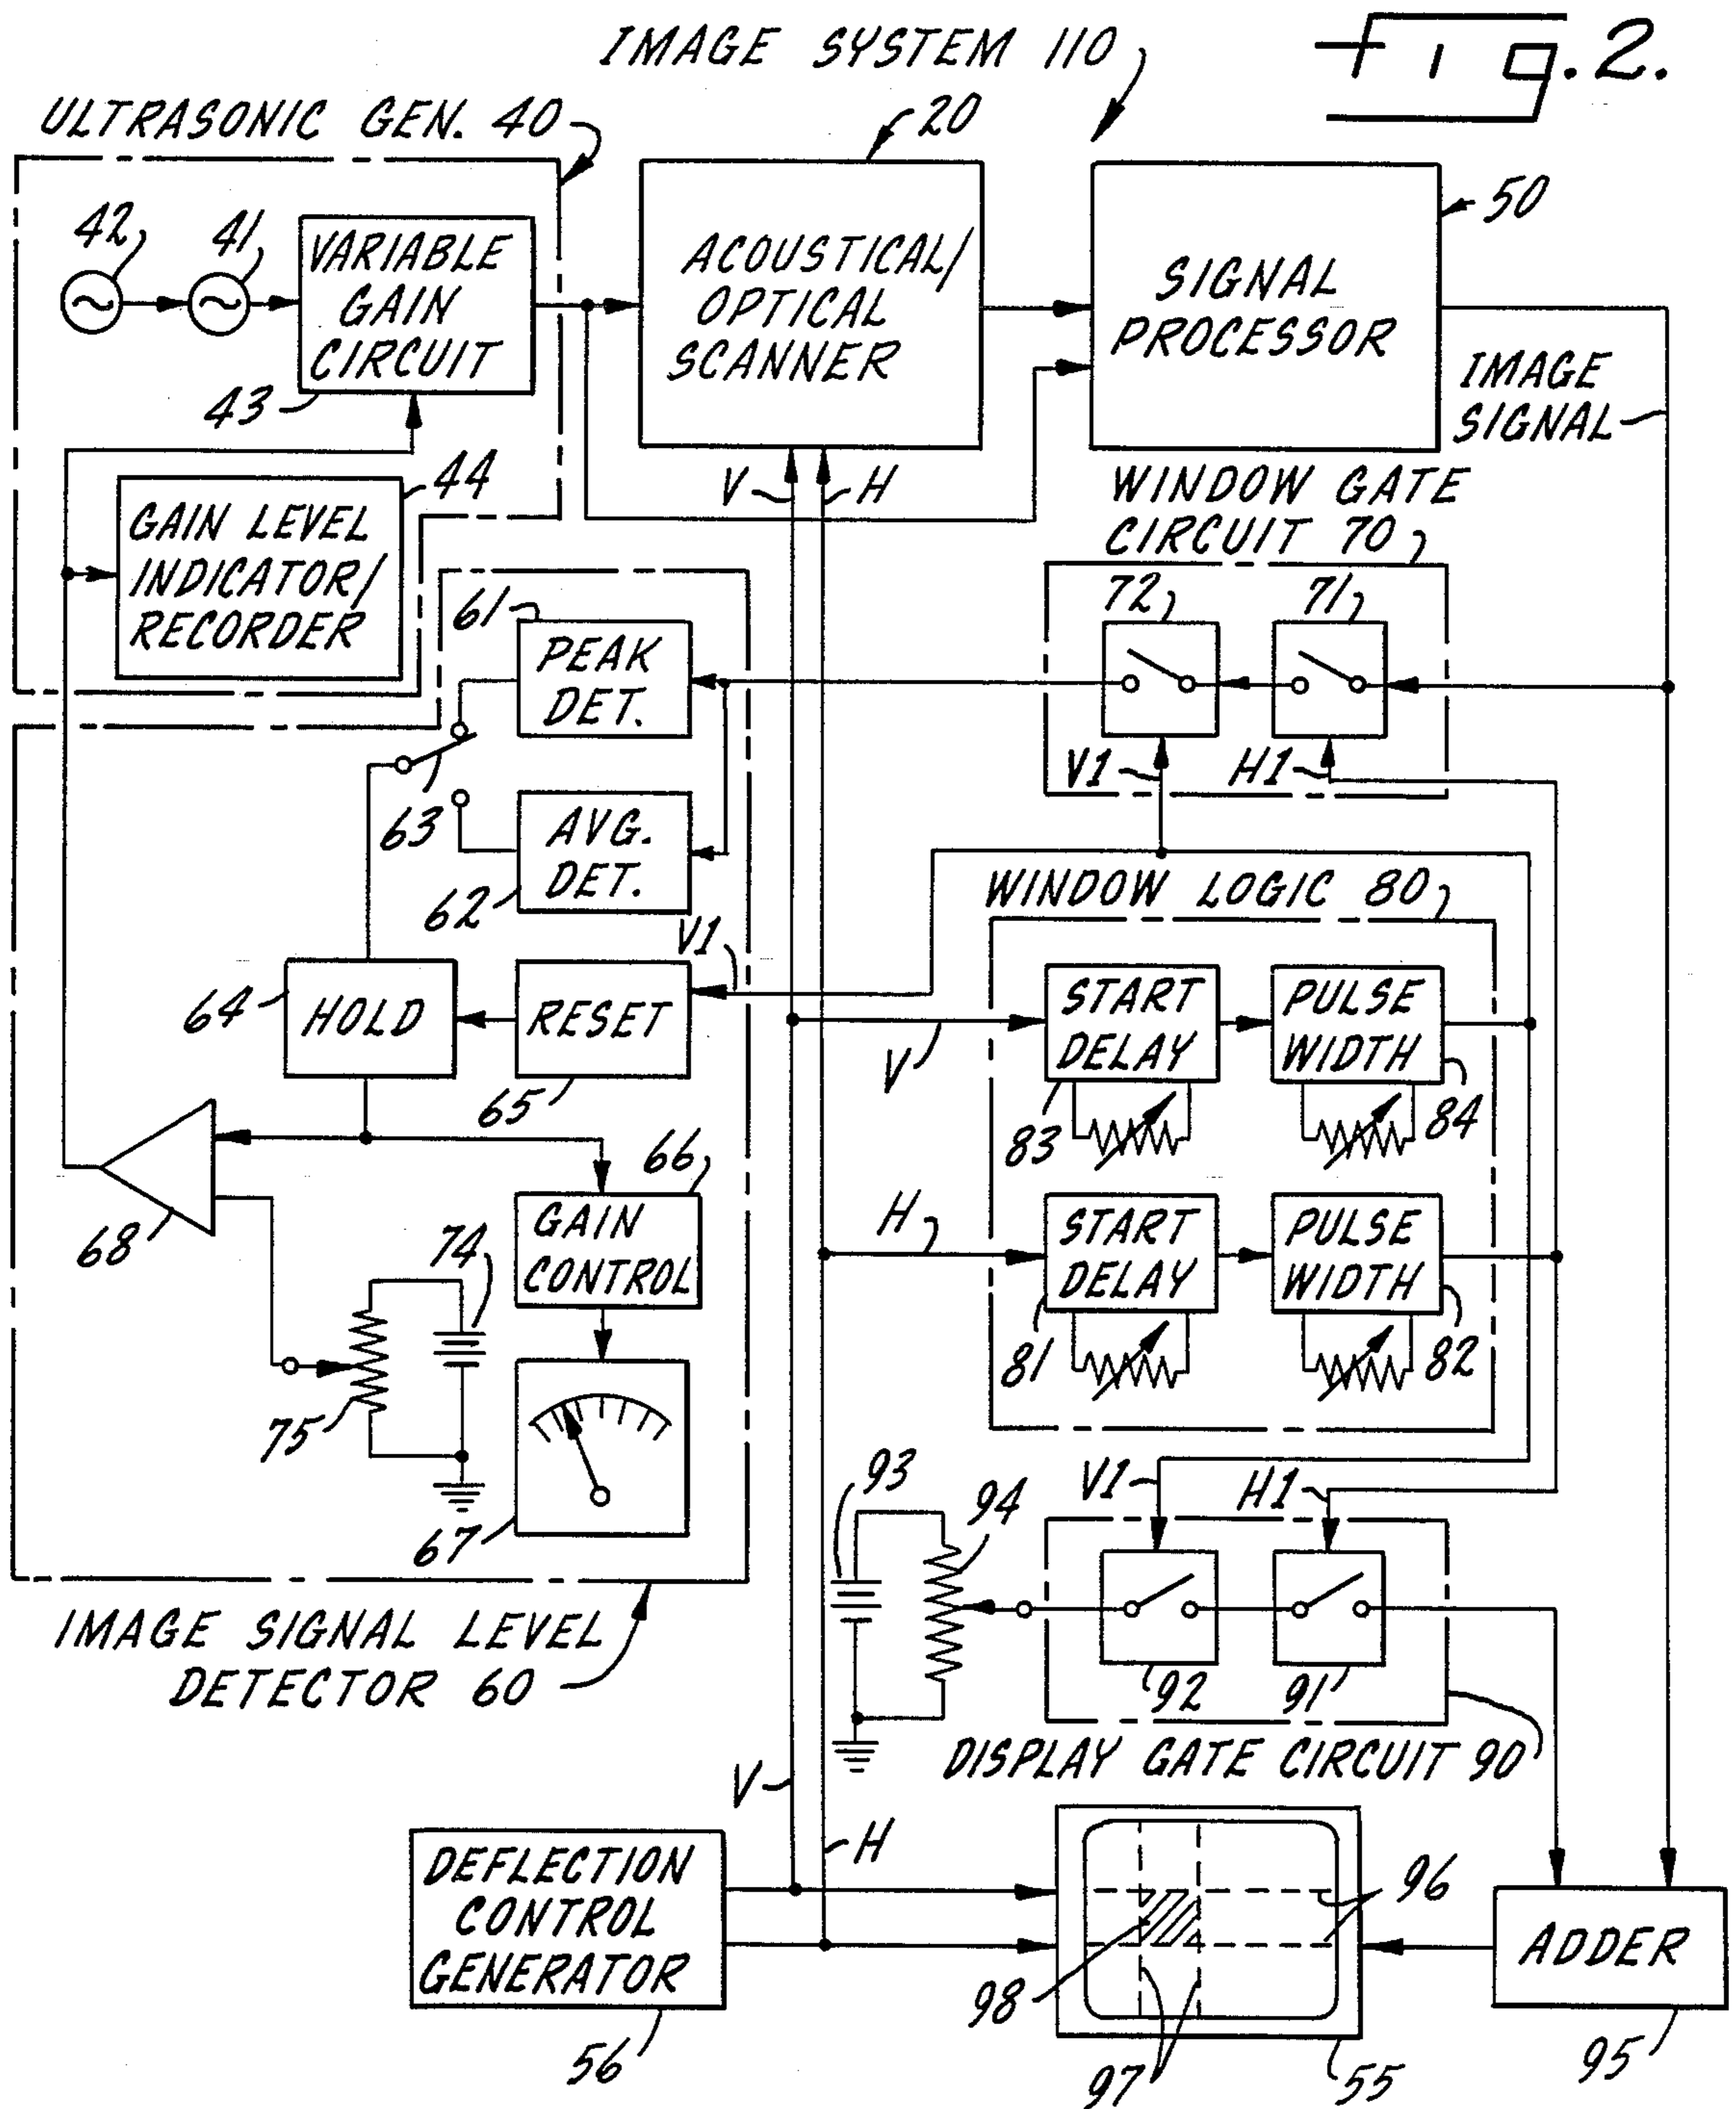 IMAGE SYSTEM 110
fig. 2.
ULTRASONIC GEN. 40
20
50
42
41
VARIABLE
GAIN
CIRCUIT
43
ACOUSTICAL/
OPTICAL
SCANNER
SIGNAL
PROCESSOR
IMAGE
SIGNAL
V
H
44
GAIN LEVEL
INDICATOR/
RECORDER
WINDOW GATE
CIRCUIT 70
72
71
V1
H1
61
PEAK
DET.
63
AVG.
DET.
62
V1
WINDOW LOGIC 80
64
HOLD
RESET
65
V
START
DELAY
PULSE
WIDTH
83
84
68
66
GAIN
CONTROL
H
START
DELAY
PULSE
WIDTH
81
82
74
75
67
93
94
V1
H1
92
91
IMAGE SIGNAL LEVEL
DETECTOR 60
DISPLAY GATE CIRCUIT 90
V
H
DEFLECTION
CONTROL
GENERATOR
56
98
97
96
55
ADDER
95